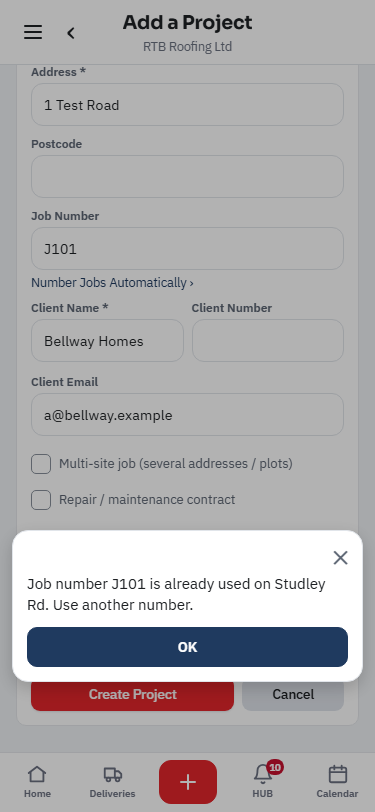 Add a Project
RTB Roofing Ltd
Address *
1 Test Road
Postcode
Job Number
J101
Number Jobs Automatically ›
Client Name *
Client Number
Bellway Homes
Client Email
a@bellway.example
Multi-site job (several addresses / plots)
Repair / maintenance contract
Job number J101 is already used on Studley
Rd. Use another number.
OK
Create Project
Cancel
10
Home
Deliveries
HUB
Calendar